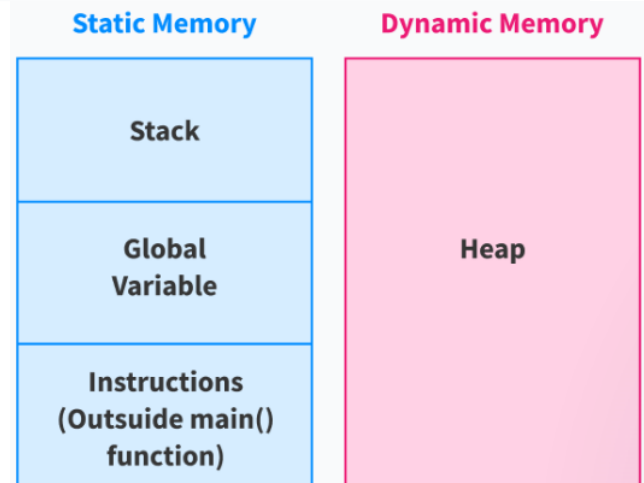 Static Memory
Dynamic Memory
Stack
Global
Variable
Heap
Instructions
(Outsuide main()
function)